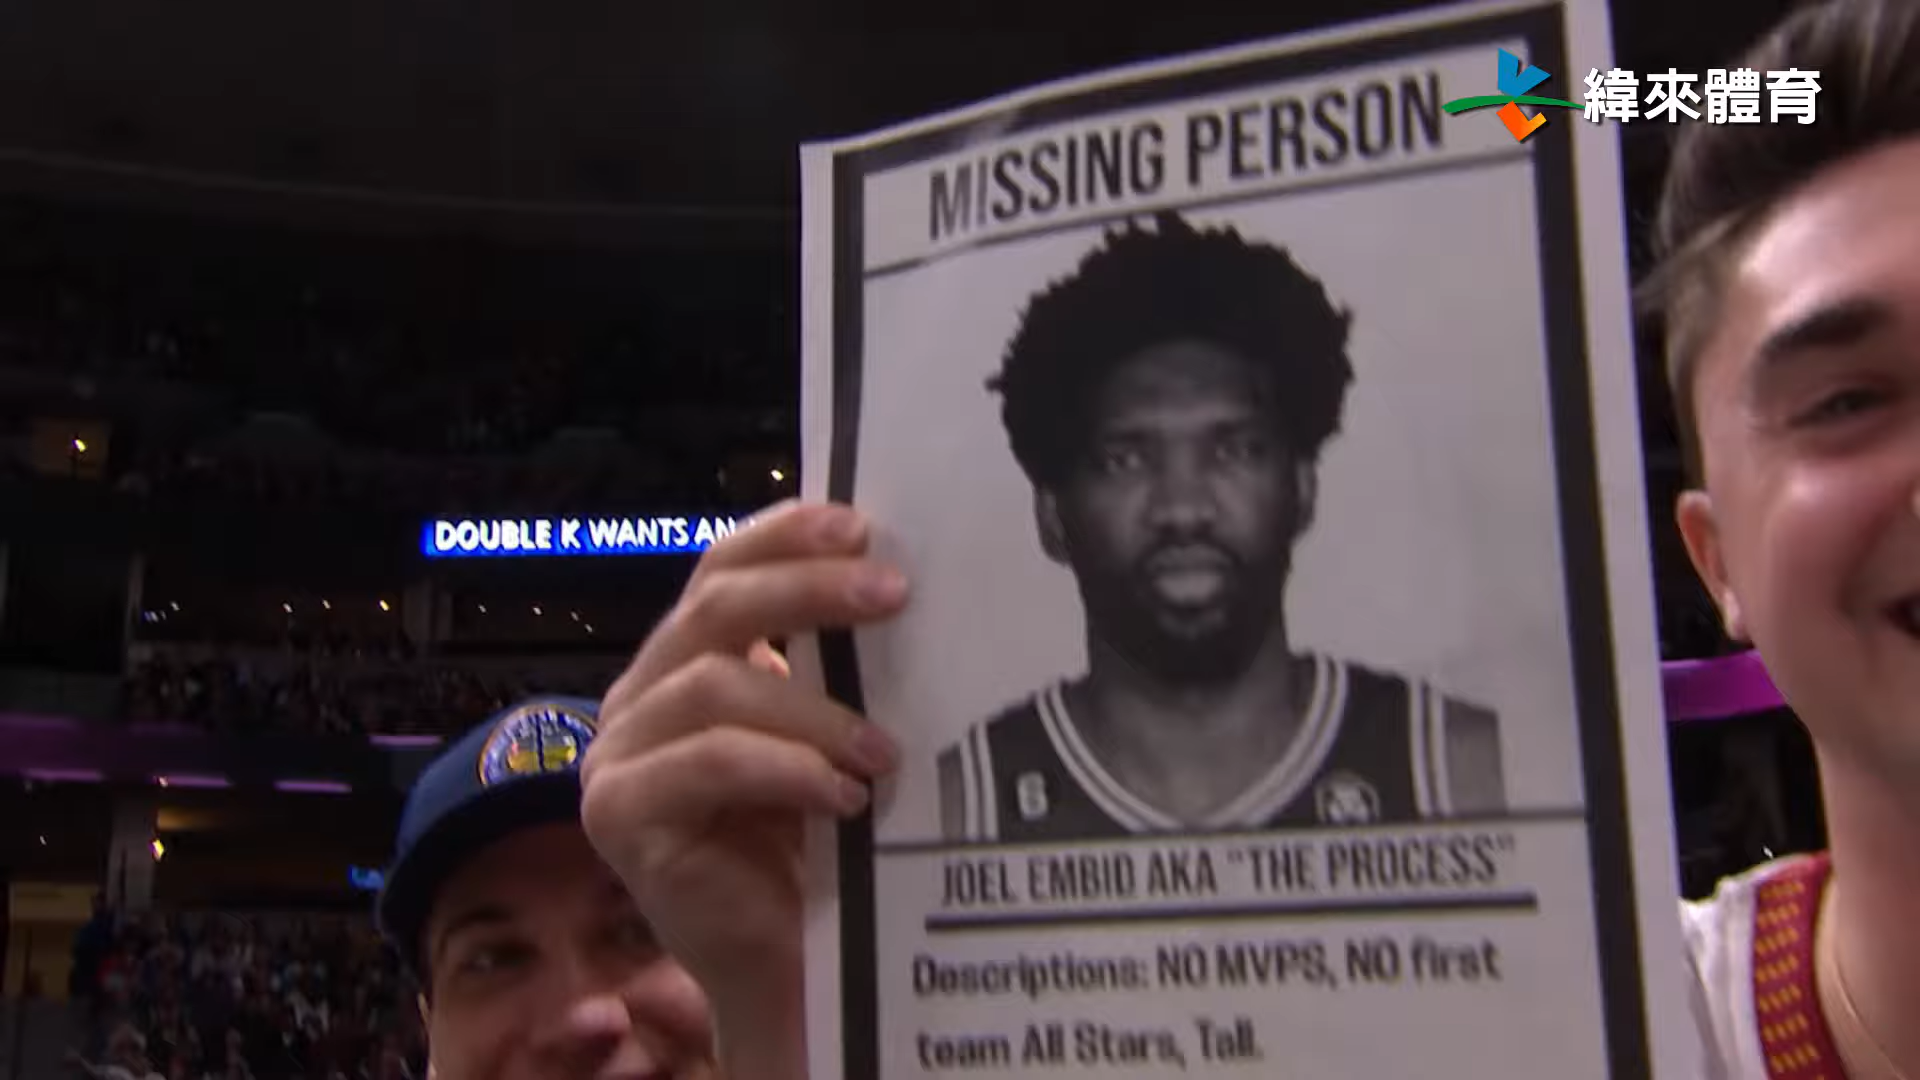 緯來體育
MISSING PERSON
DOUBLE K WANTS AN
6
JOEL EMBID AKA "THE PROCESS"
Descriptions: NO MVPS, NO first
team All Stars, Tall.